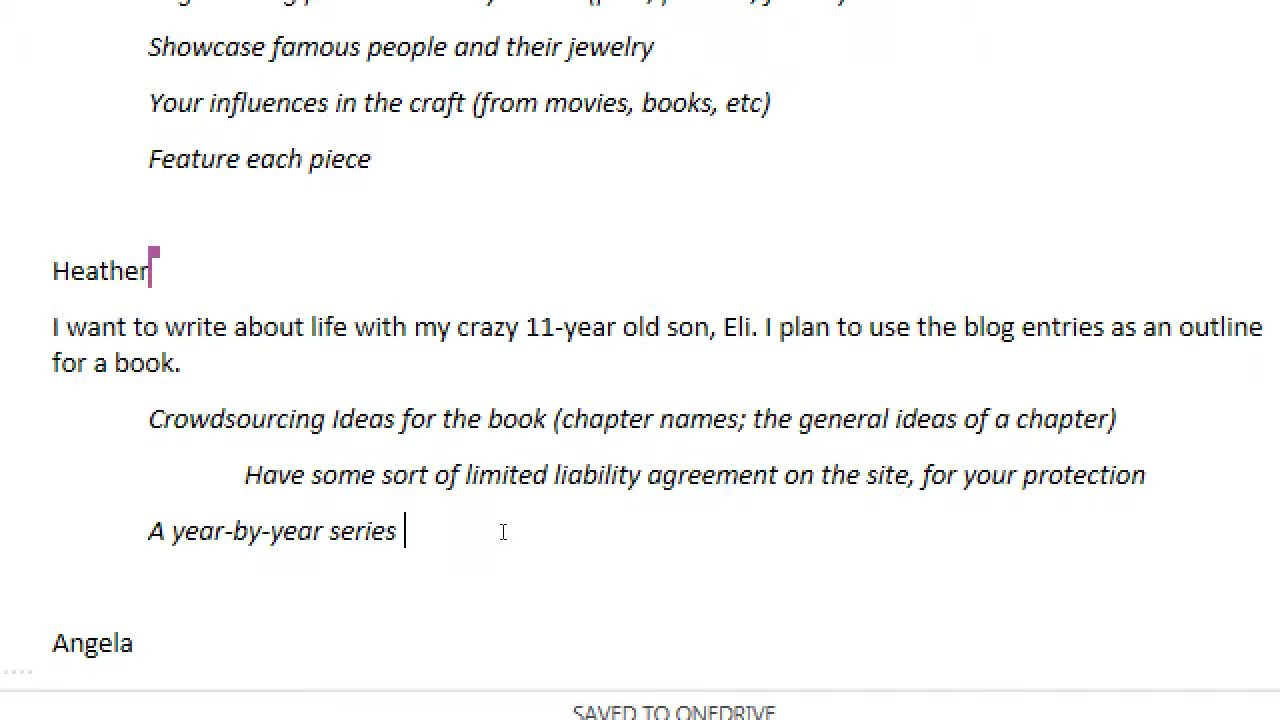 Showcase famous people and their jewelry
Your influences in the craft (from movies, books, etc)
Feature each piece
Heather
I want to write about life with my crazy 11-year old son, Eli. I plan to use the blog entries as an outline
for a book.
Crowdsourcing Ideas for the book (chapter names; the general ideas of a chapter)
Have some sort of limited liability agreement on the site, for your protection
A year-by-year series
Angela
SAVED TO ONEDRIVE